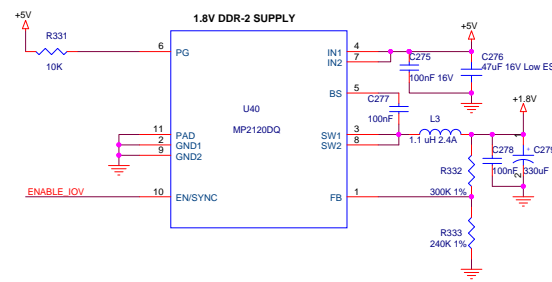 1.8V DDR-2 SUPPLY
+5V
R331
10K
6
PG
IN1
4
IN2
7
C275
100nF 16V
+5V
C276
47uF 16V Low ES
BS
5
C277
100nF
U40
MP2120DQ
+1.8V
11
PAD
2
GND1
9
GND2
SW1
3
SW2
8
L3
1.1 uH 2.4A
R332
300K 1%
C278
100nF
1
+
C279
330uF
2
ENABLE_IOV
10
EN/SYNC
FB
1
R333
240K 1%